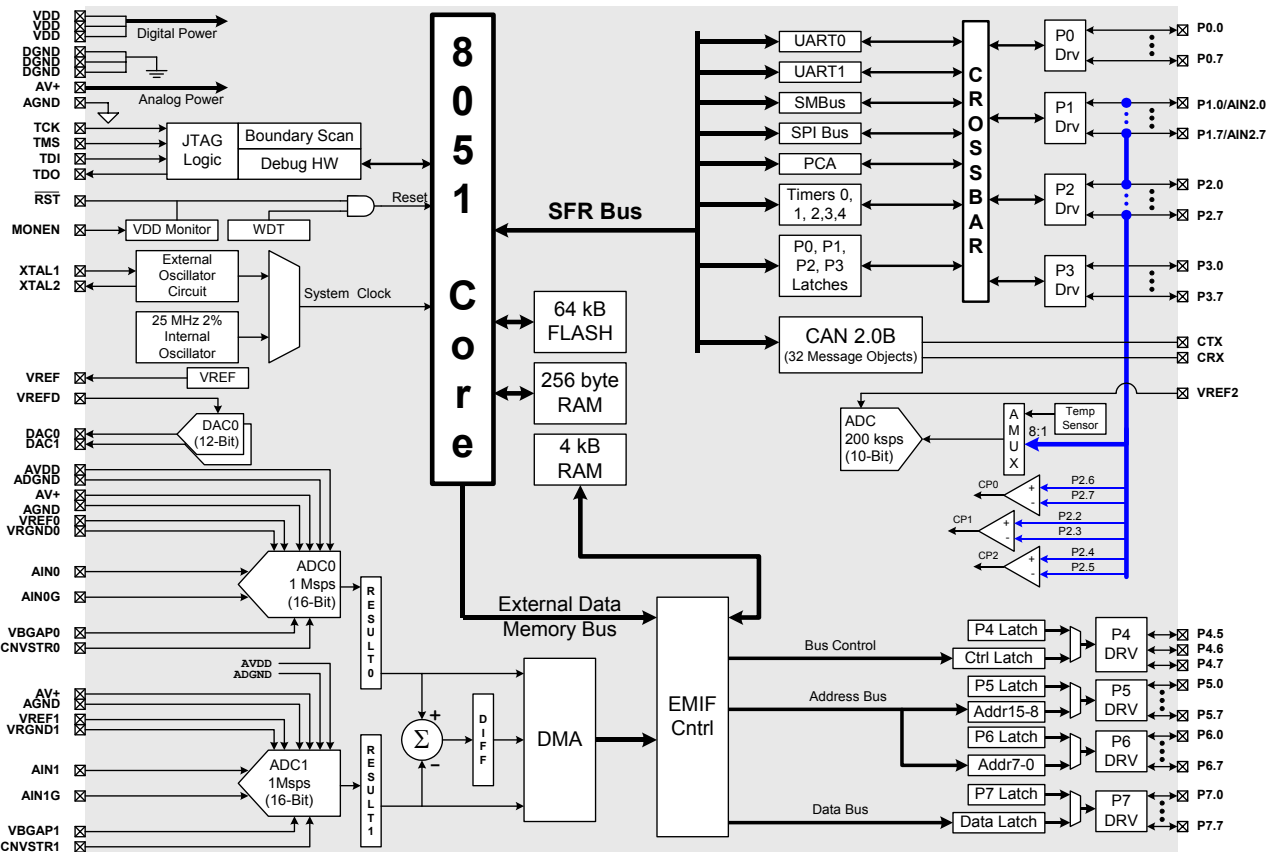 VDD
VDD
VDD
Digital Power
DGND
DGND
DGND
AV+
Analog Power
AGND
TCK
TMS
TDI
TDO
JTAG
Logic
Boundary Scan
Debug HW
RST
Reset
MONEN
VDD Monitor
WDT
XTAL1
XTAL2
External
Oscillator
Circuit
System Clock
25 MHz 2%
Internal
Oscillator
VREF
VREF
VREFD
DAC0
DAC1
DAC0
(12-Bit)
AVDD
ADGND
AV+
AGND
VREF0
VRGND0
AIN0
AIN0G
VBGAP0
CNVSTR0
ADC0
1 Msps
(16-Bit)
RESULT0
AVDD
ADGND
AV+
AGND
VREF1
VRGND1
AIN1
AIN1G
VBGAP1
CNVSTR1
ADC1
1Msps
(16-Bit)
RESULT1
+
Σ
–
DIFF
DMA
8051 Core
SFR Bus
64 kB
FLASH
256 byte
RAM
4 kB
RAM
External Data
Memory Bus
EMIF
Cntrl
UART0
UART1
SMBus
SPI Bus
PCA
Timers 0,
1, 2,3,4
P0, P1,
P2, P3
Latches
CROSSBAR
P0
Drv
P1
Drv
P2
Drv
P3
Drv
P0.0
P0.7
P1.0/AIN2.0
P1.7/AIN2.7
P2.0
P2.7
P3.0
P3.7
CAN 2.0B
(32 Message Objects)
CTX
CRX
VREF2
ADC
200 ksps
(10-Bit)
AMUX
8:1
Temp
Sensor
CP0
+
-
P2.6
P2.7
CP1
+
-
P2.2
P2.3
CP2
+
-
P2.4
P2.5
Bus Control
P4 Latch
Ctrl Latch
P4
DRV
P4.5
P4.6
P4.7
Address Bus
P5 Latch
Addr15-8
P5
DRV
P5.0
P5.7
P6 Latch
Addr7-0
P6
DRV
P6.0
P6.7
Data Bus
P7 Latch
Data Latch
P7
DRV
P7.0
P7.7